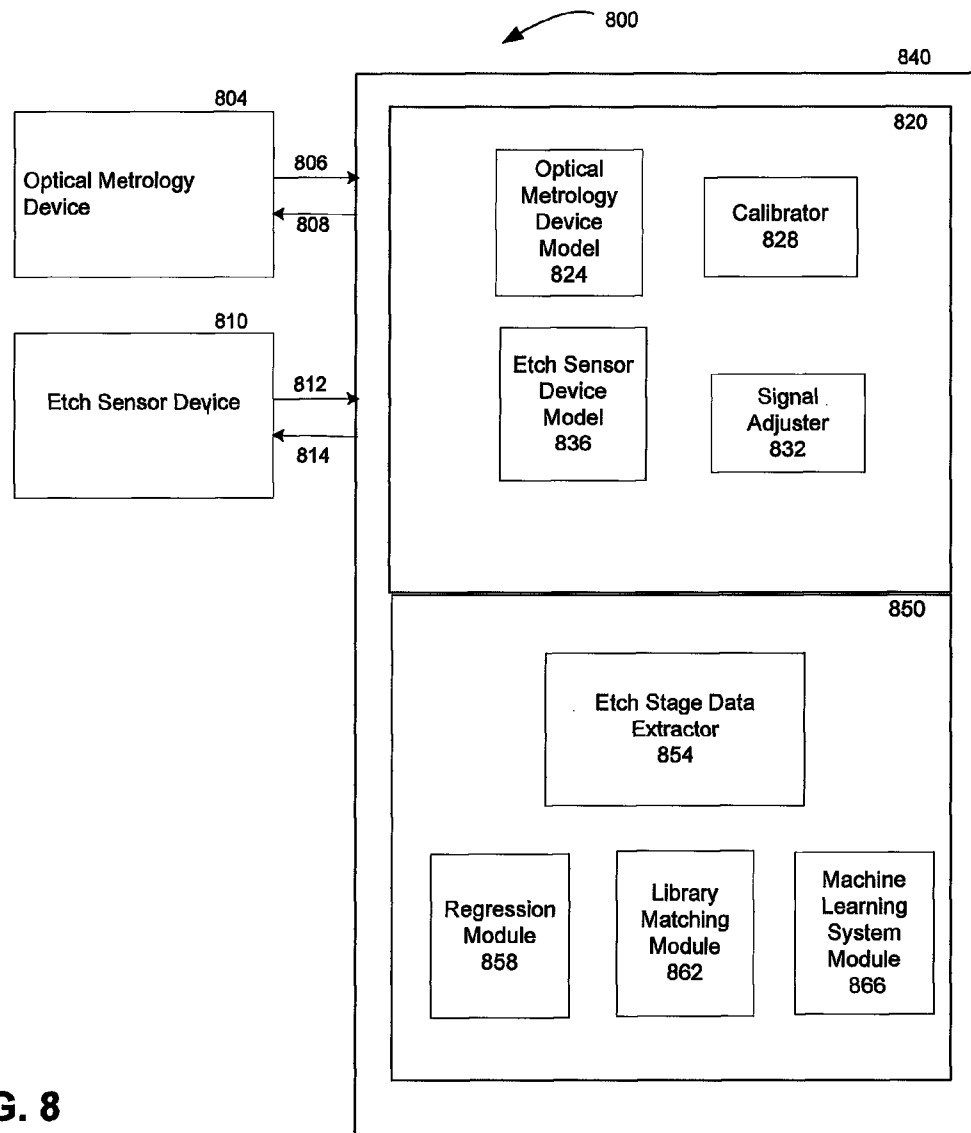 800
840
804
Optical Metrology
Device
806
808
810
Etch Sensor Device
812
814
820
Optical
Metrology
Device
Model
824
Calibrator
828
Etch Sensor
Device
Model
836
Signal
Adjuster
832
850
Etch Stage Data
Extractor
854
Regression
Module
858
Library
Matching
Module
862
Machine
Learning
System
Module
866
G. 8